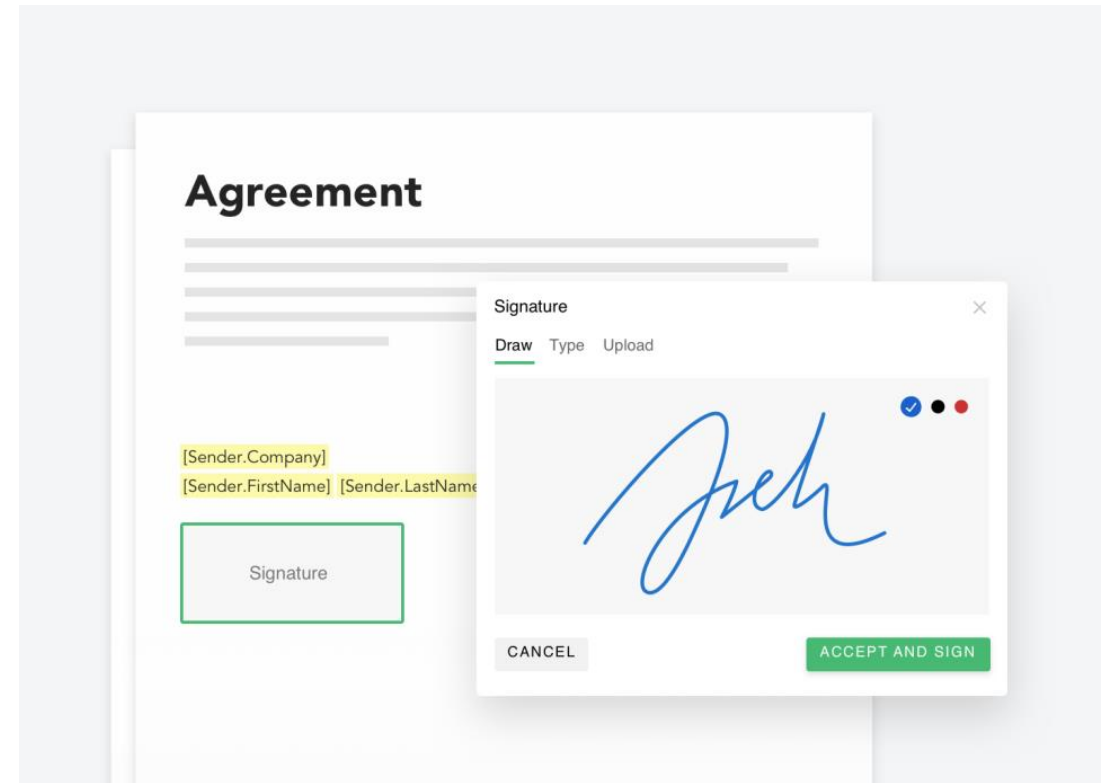 Agreement
[Sender.Company]
[Sender.FirstName] [Sender.LastName
Signature
Signature
Draw Type Upload
CANCEL
ACCEPT AND SIGN